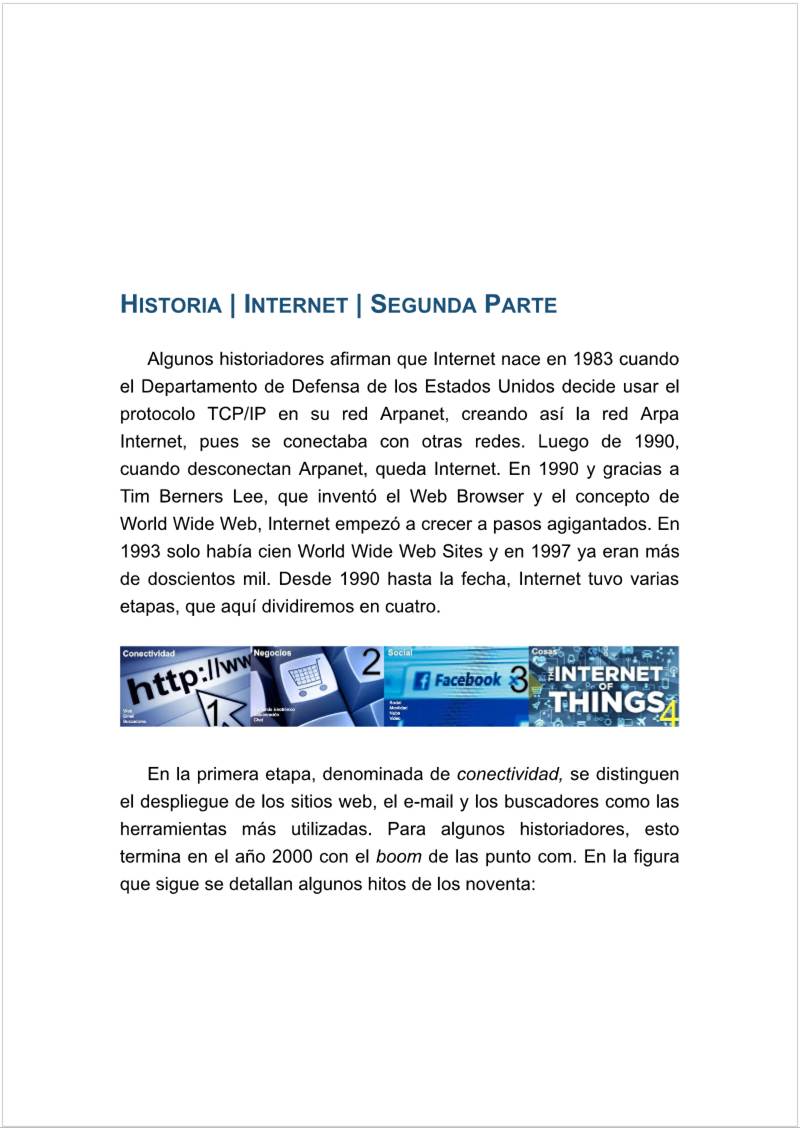 HISTORIA | INTERNET | SEGUNDA PARTE
Algunos historiadores afirman que Internet nace en 1983 cuando
el Departamento de Defensa de los Estados Unidos decide usar el
protocolo TCP/IP en su red Arpanet, creando así la red Arpa
Internet, pues se conectaba con otras redes. Luego de 1990,
cuando desconectan Arpanet, queda Internet. En 1990 y gracias a
Tim Berners Lee, que inventó el Web Browser y el concepto de
World Wide Web, Internet empezó a crecer a pasos agigantados. En
1993 solo había cien World Wide Web Sites y en 1997 ya eran más
de doscientos mil. Desde 1990 hasta la fecha, Internet tuvo varias
etapas, que aquí dividiremos en cuatro.
Conectividad
http://ww
1
Web
Email
Buscadores
Negocios
2
electrónico
Chat
Social
Facebook
3
Social
Movilidad
Nube
Video
Cosas
THE INTERNET
OF
THINGS
4
En la primera etapa, denominada de conectividad, se distinguen
el despliegue de los sitios web, el e-mail y los buscadores como las
herramientas más utilizadas. Para algunos historiadores, esto
termina en el año 2000 con el boom de las punto com. En la figura
que sigue se detallan algunos hitos de los noventa: